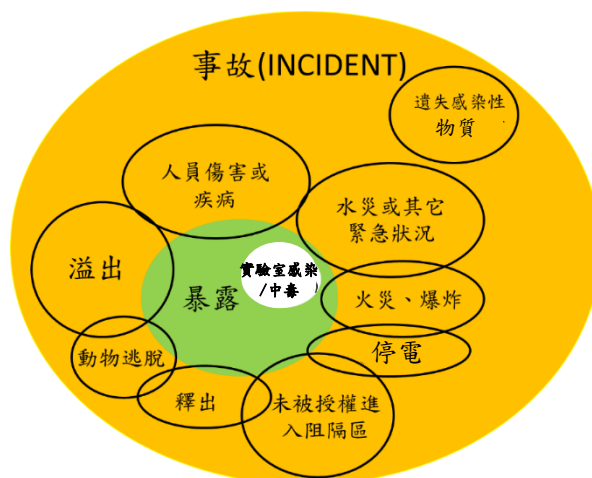 事故(INCIDENT)
遺失感染性
物質
人員傷害或
疾病
水災或其它
緊急狀況
溢出
實驗室感染
/中毒
暴露
火災、爆炸
停電
動物逃脫
釋出
未被授權進
入阻隔區